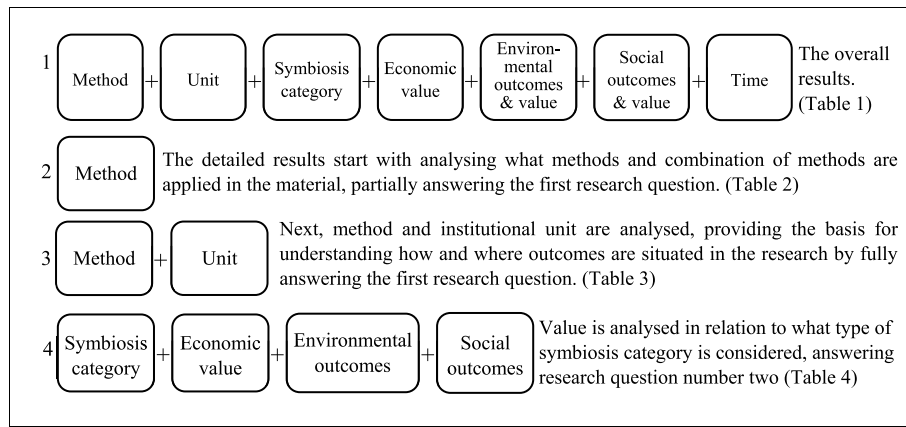 1
Method
+
Unit
+
Symbiosis
category
+
Economic
value
+
Environ-
mental
outcomes
& value
+
Social
outcomes
& value
+
Time
The overall
results.
(Table 1)
2
Method
The detailed results start with analysing what methods and combination of methods are
applied in the material, partially answering the first research question. (Table 2)
3
Method
+
Unit
Next, method and institutional unit are analysed, providing the basis for
understanding how and where outcomes are situated in the research by fully
answering the first research question. (Table 3)
4
Symbiosis
category
+
Economic
value
+
Environmental
outcomes
+
Social
outcomes
Value is analysed in relation to what type of
symbiosis category is considered, answering
research question number two (Table 4)